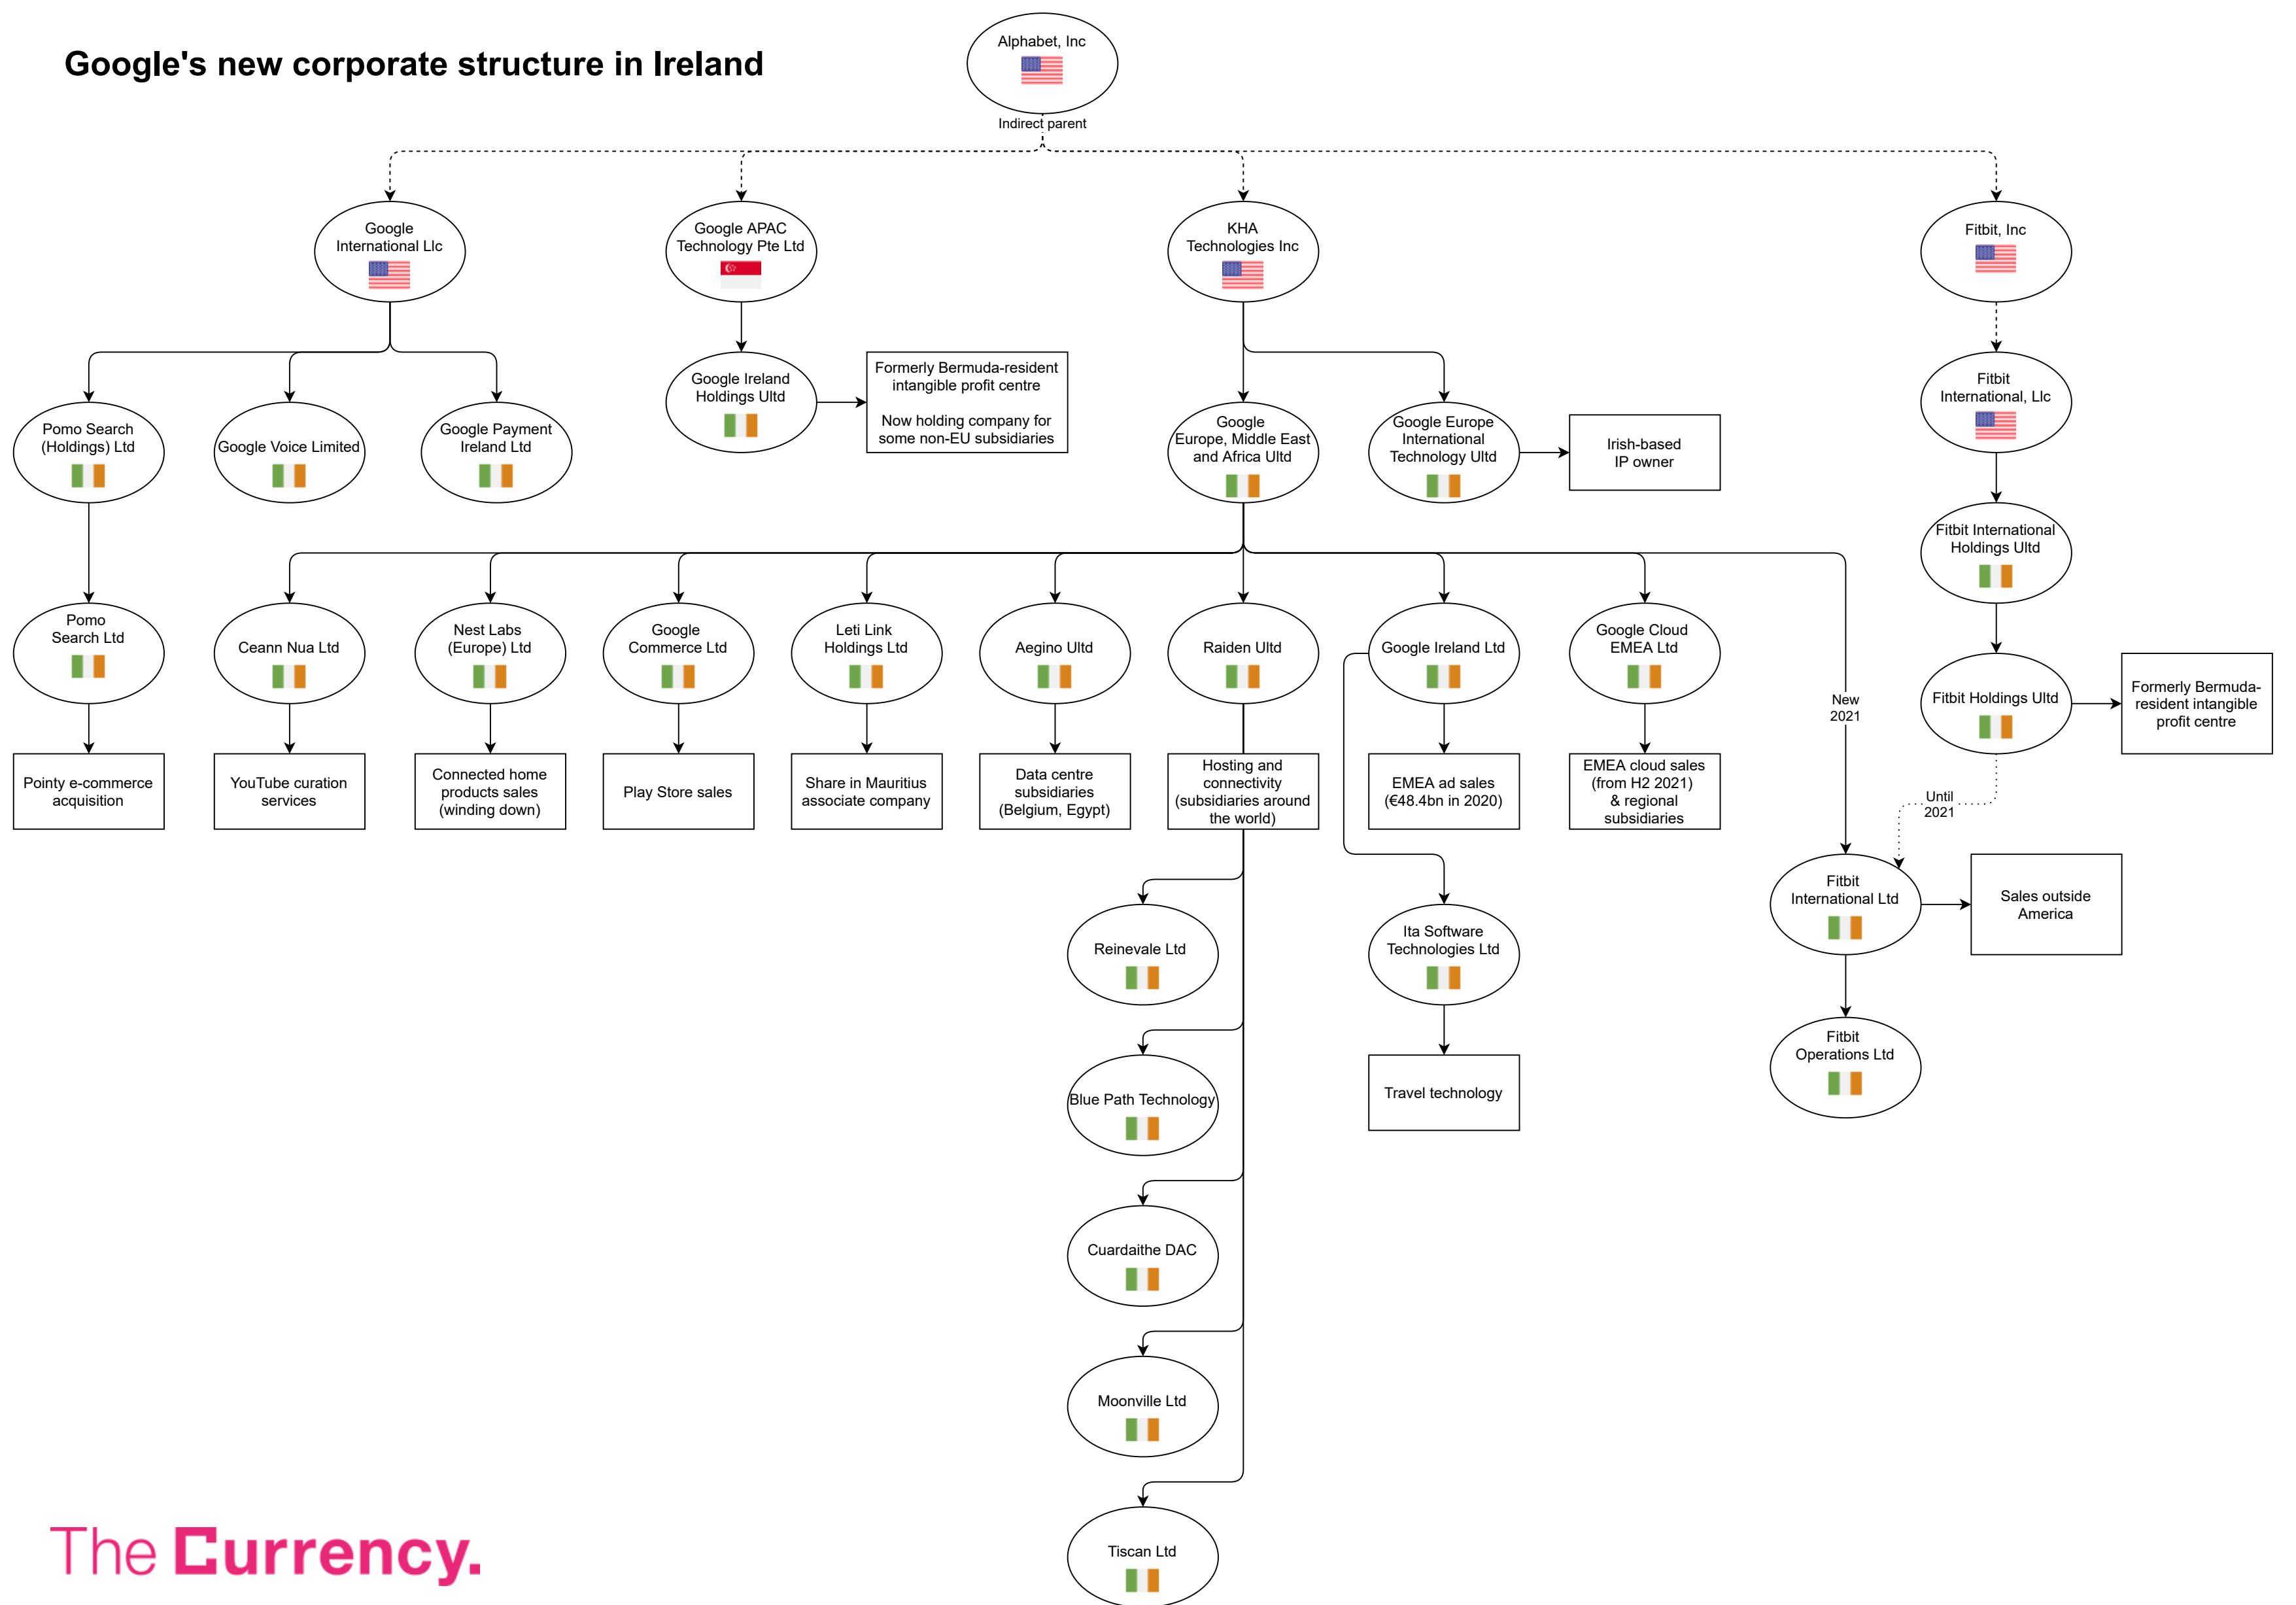 Google's new corporate structure in Ireland
Alphabet, Inc
Indirect parent
Google
International Llc
Google APAC
Technology Pte Ltd
KHA
Technologies Inc
Fitbit, Inc
Pomo Search
(Holdings) Ltd
Google Voice Limited
Google Payment
Ireland Ltd
Google Ireland
Holdings Ultd
Formerly Bermuda-resident
intangible profit centre
Now holding company for
some non-EU subsidiaries
Google
Europe, Middle East
and Africa Ultd
Google Europe
International
Technology Ultd
Irish-based
IP owner
Fitbit
International, Llc
Fitbit International
Holdings Ultd
Pomo
Search Ltd
Ceann Nua Ltd
Nest Labs
(Europe) Ltd
Google
Commerce Ltd
Leti Link
Holdings Ltd
Aegino Ultd
Raiden Ultd
Google Ireland Ltd
Google Cloud
EMEA Ltd
New
2021
Fitbit Holdings Ultd
Formerly Bermuda-
resident intangible
profit centre
Pointy e-commerce
acquisition
YouTube curation
services
Connected home
products sales
(winding down)
Play Store sales
Share in Mauritius
associate company
Data centre
subsidiaries
(Belgium, Egypt)
Hosting and
connectivity
(subsidiaries around
the world)
EMEA ad sales
(€48.4bn in 2020)
EMEA cloud sales
(from H2 2021)
& regional
subsidiaries
Until
2021
Fitbit
International Ltd
Sales outside
America
Reinevale Ltd
Ita Software
Technologies Ltd
Fitbit
Operations Ltd
Blue Path Technology
Travel technology
Cuardaithe DAC
Moonville Ltd
Tiscan Ltd
The Currency.